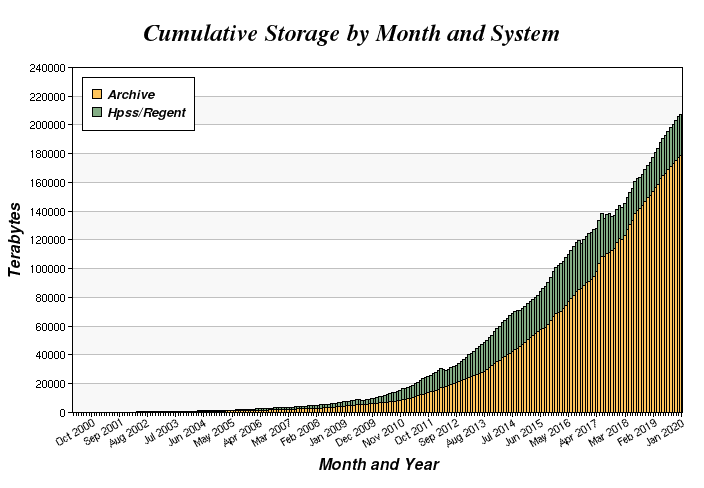 Cumulative Storage by Month and System
240000
220000
200000
180000
160000
140000
120000
100000
80000
60000
40000
20000
0
Archive
Hpss/Regent
Terabytes
Oct 2000
Sep 2001
Aug 2002
Jul 2003
Jun 2004
May 2005
Apr 2006
Mar 2007
Feb 2008
Jan 2009
Dec 2009
Nov 2010
Oct 2011
Sep 2012
Aug 2013
Jul 2014
Jun 2015
May 2016
Apr 2017
Mar 2018
Feb 2019
Jan 2020
Month and Year